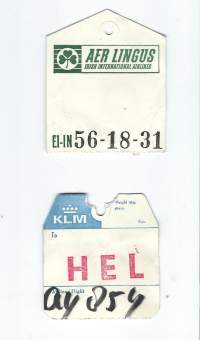 AER LINGUS
IRISH INTERNATIONAL AIRLINES
EI-IN 56-18-31
KLM
To
HEL
ay 854